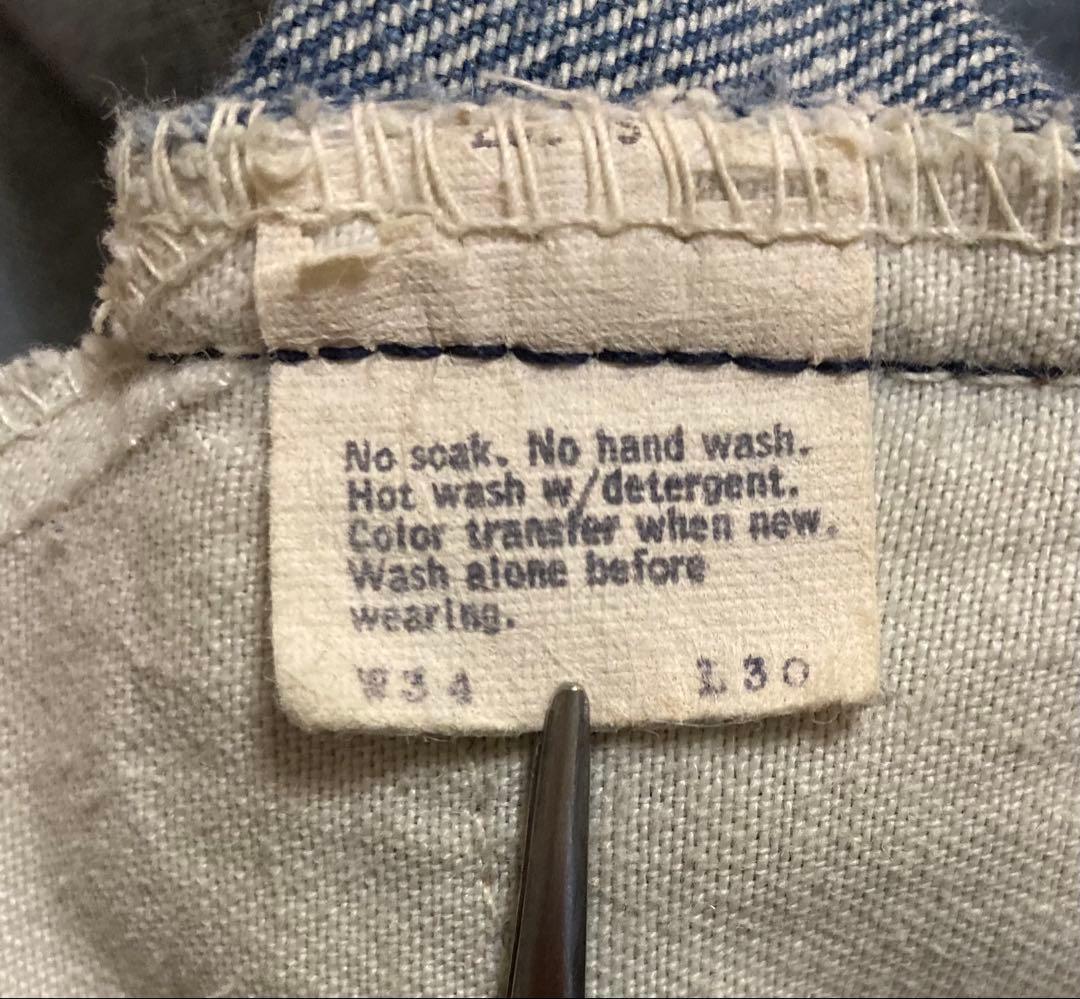 No soak. No hand wash.
Hot wash w/detergent.
Color transfer when new.
Wash alone before
wearing.
W34 L30